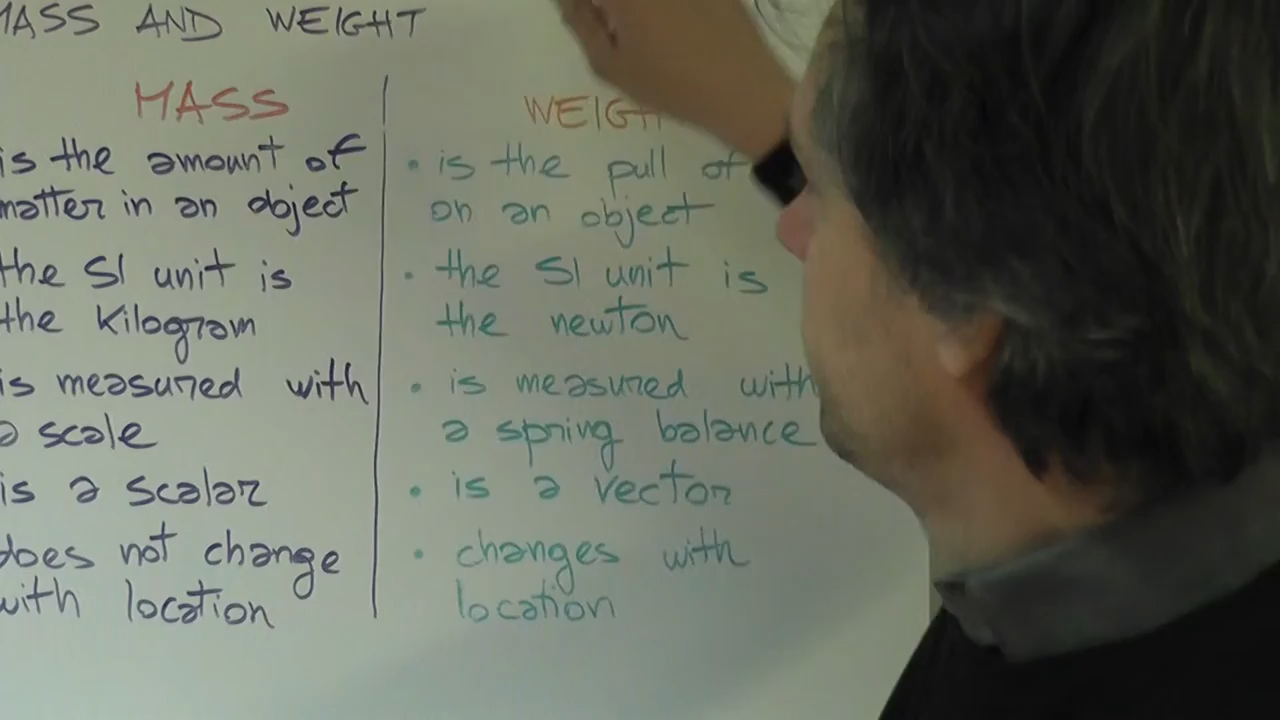 MASS AND WEIGHT
MASS
is the amount of
matter in an object
the SI unit is
the Kilogram
is measured with
a scale
is a scalar
does not change
with location
WEIGHT
• is the pull of
on an object
• the SI unit is
the newton
• is measured with
a spring balance
• is a vector
• changes with
location